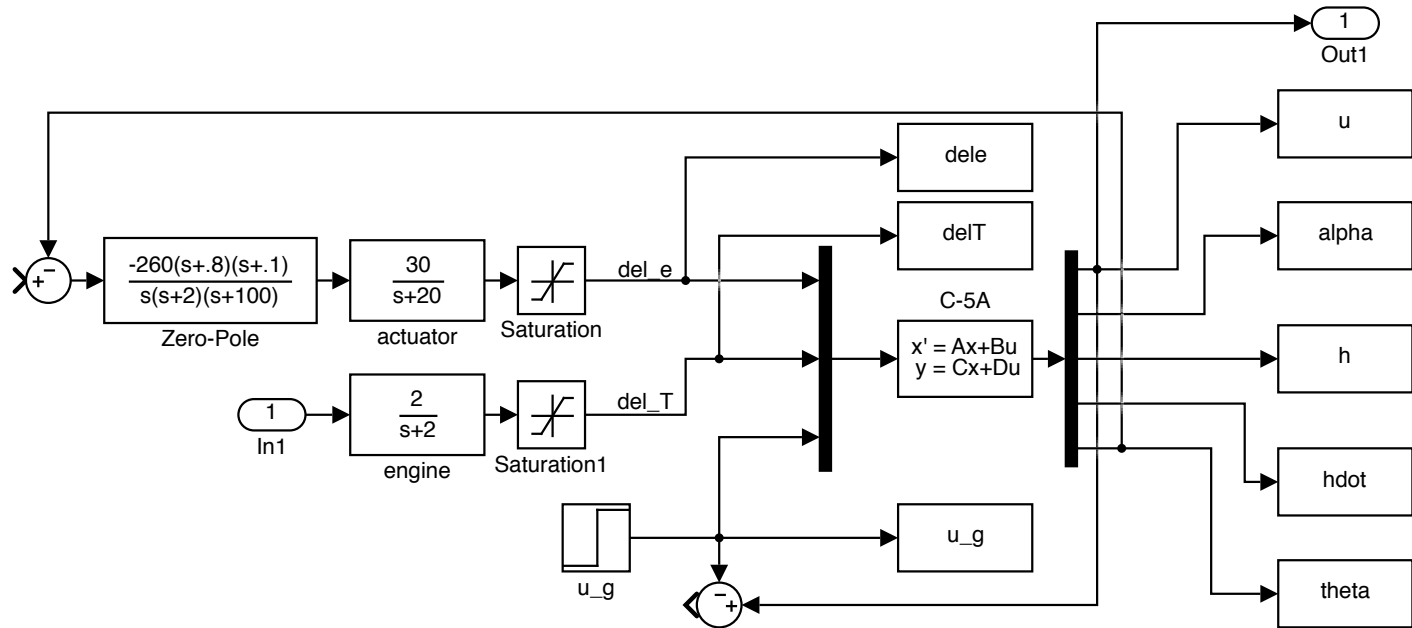 1
Out1
u
dele
alpha
delT
-260(s+.8)(s+.1)
s(s+2)(s+100)
Zero-Pole
30
s+20
actuator
Saturation
del_e
C-5A
x' = Ax+Bu
y = Cx+Du
h
1
In1
2
s+2
engine
Saturation1
del_T
hdot
u_g
u_g
theta